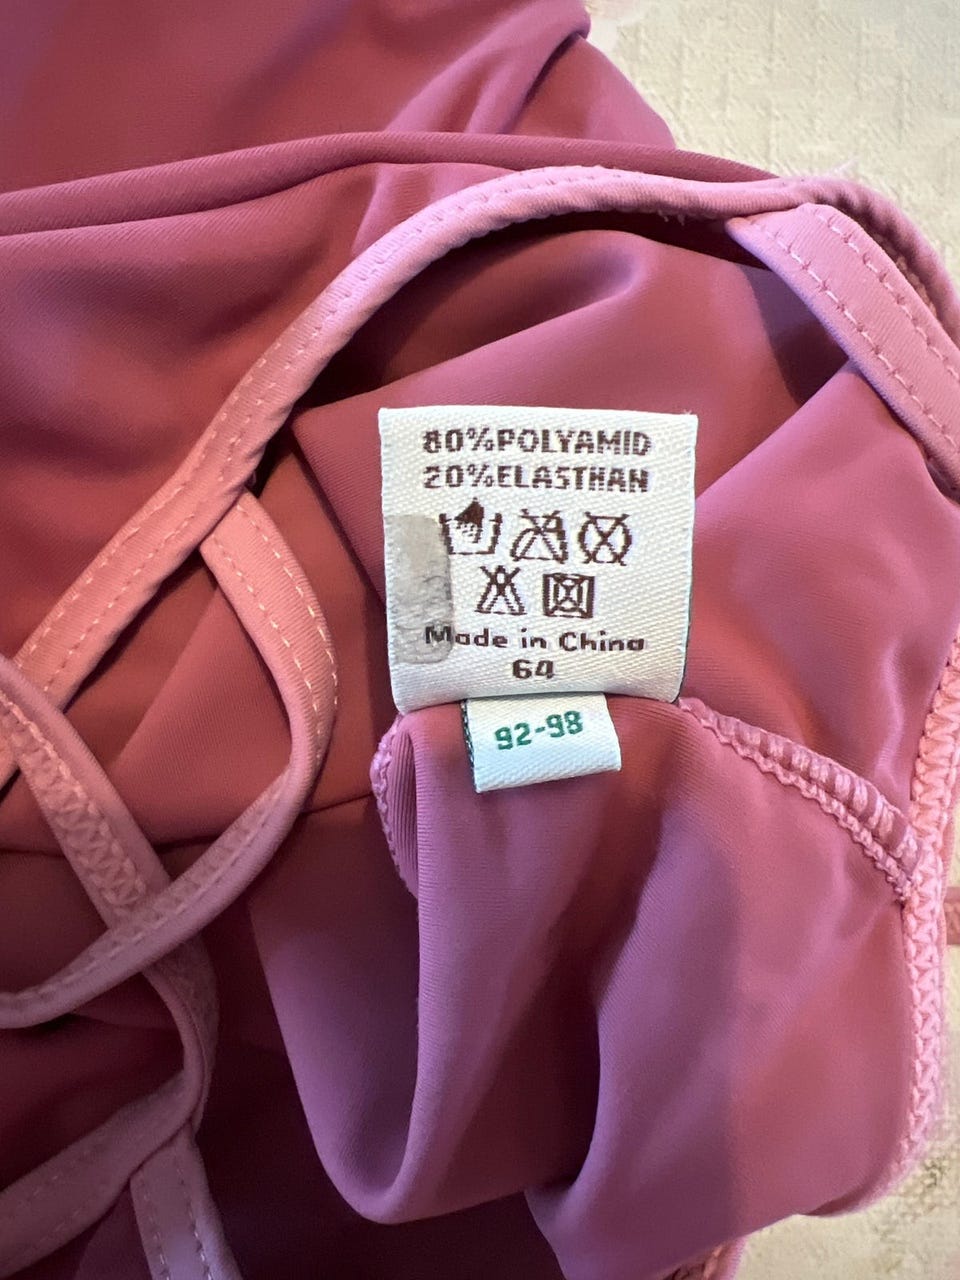 80%POLYAMID
20%ELASTHAN
Made in China
64
92-98